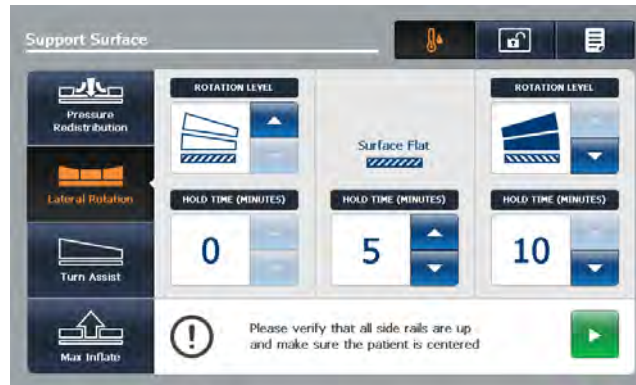 Support Surface
Pressure
Redistribution
Lateral Rotation
Turn Assist
Max Inflate
ROTATION LEVEL
Surface Flat
ROTATION LEVEL
HOLD TIME (MINUTES)
HOLD TIME (MINUTES)
HOLD TIME (MINUTES)
0
5
10
Please verify that all side rails are up
and make sure the patient is centered